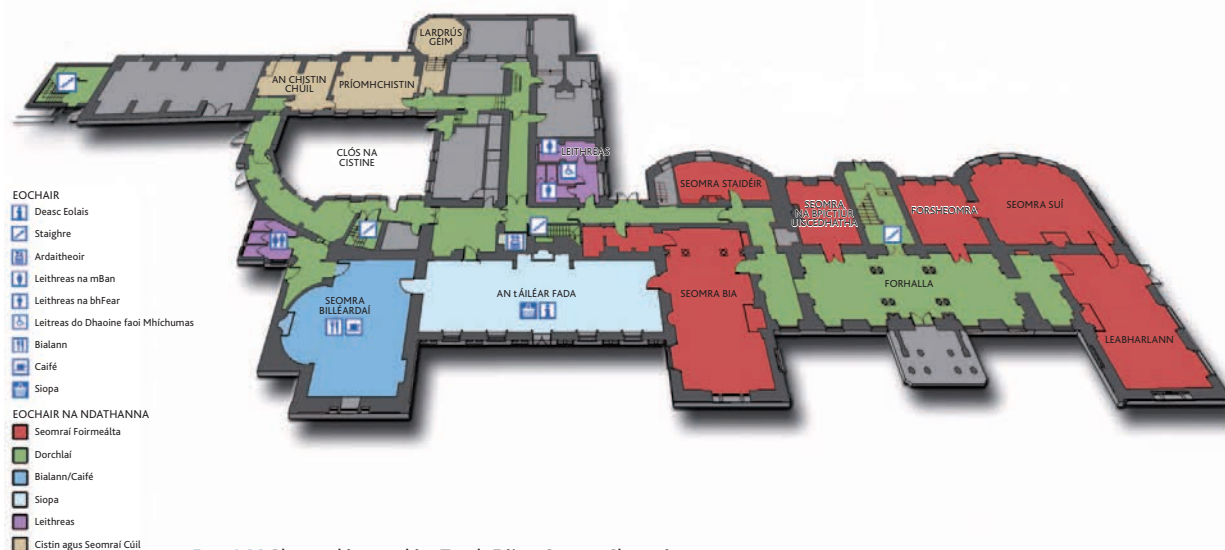 LARDRÚS
GÉIM
AN CHISTIN
CHÚIL
PRÍOMHCHISTIN
CLÓS NA
CISTINE
LEITHREAS
SEOMRA STAIDÉIR
SEOMRA
NA BPICTIÚR
UISCEDHATHA
FORSHEOMRA
SEOMRA SUÍ
SEOMRA
BILLÉARDAÍ
AN tÁILÉAR FADA
SEOMRA BIA
FORHALLA
LEABHARLANN
EOCHAIR
Deasc Eolais
Staighre
Ardaitheoir
Leithreas na mBan
Leithreas na bhFear
Leitreas do Dhaoine faoi Mhíchumas
Bialann
Caifé
Siopa
EOCHAIR NA NDATHANNA
Seomraí Foirmeálta
Dorchlaí
Bialann/Caifé
Siopa
Leithreas
Cistin agus Seomraí Cúil